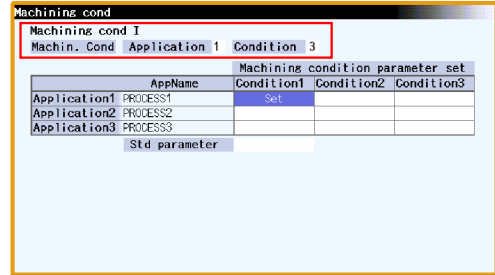 Machining cond
Machining cond I
Machin. Cond Application 1 Condition 3
Machining condition parameter set
AppName Condition1 Condition2 Condition3
Application1 PROCESS1 Set
Application2 PROCESS2
Application3 PROCESS3
Std parameter